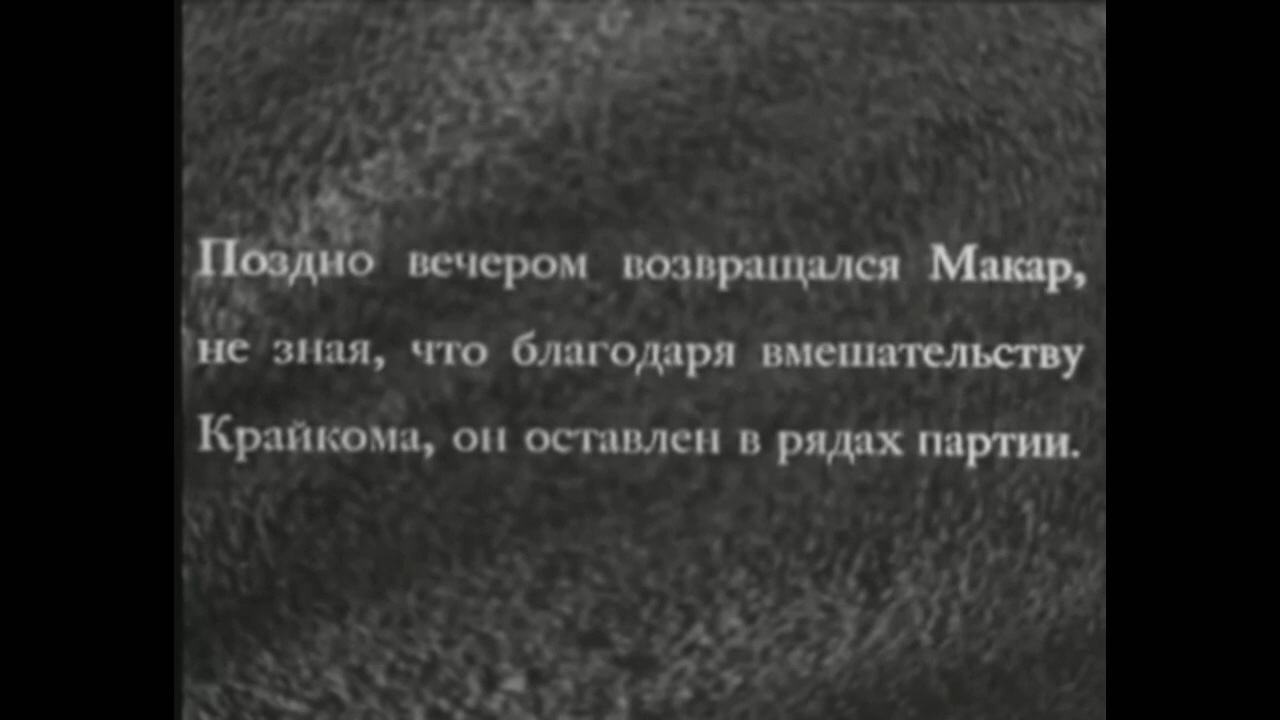 Поздно вечером возвращался Макар,
не зная, что благодаря вмешательству
Крайкома, он оставлен в рядах партии.